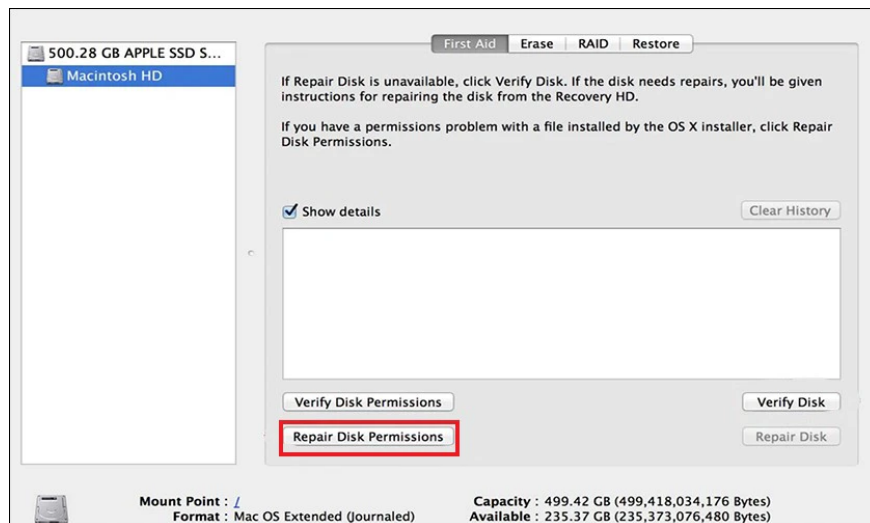 First Aid Erase RAID Restore
500.28 GB APPLE SSD S...
Macintosh HD
If Repair Disk is unavailable, click Verify Disk. If the disk needs repairs, you'll be given
instructions for repairing the disk from the Recovery HD.
If you have a permissions problem with a file installed by the OS X installer, click Repair
Disk Permissions.
Show details Clear History
Verify Disk Permissions Verify Disk
Repair Disk Permissions Repair Disk
Mount Point : / Capacity : 499.42 GB (499,418,034,176 Bytes)
Format : Mac OS Extended (Journaled) Available : 235.37 GB (235,373,076,480 Bytes)